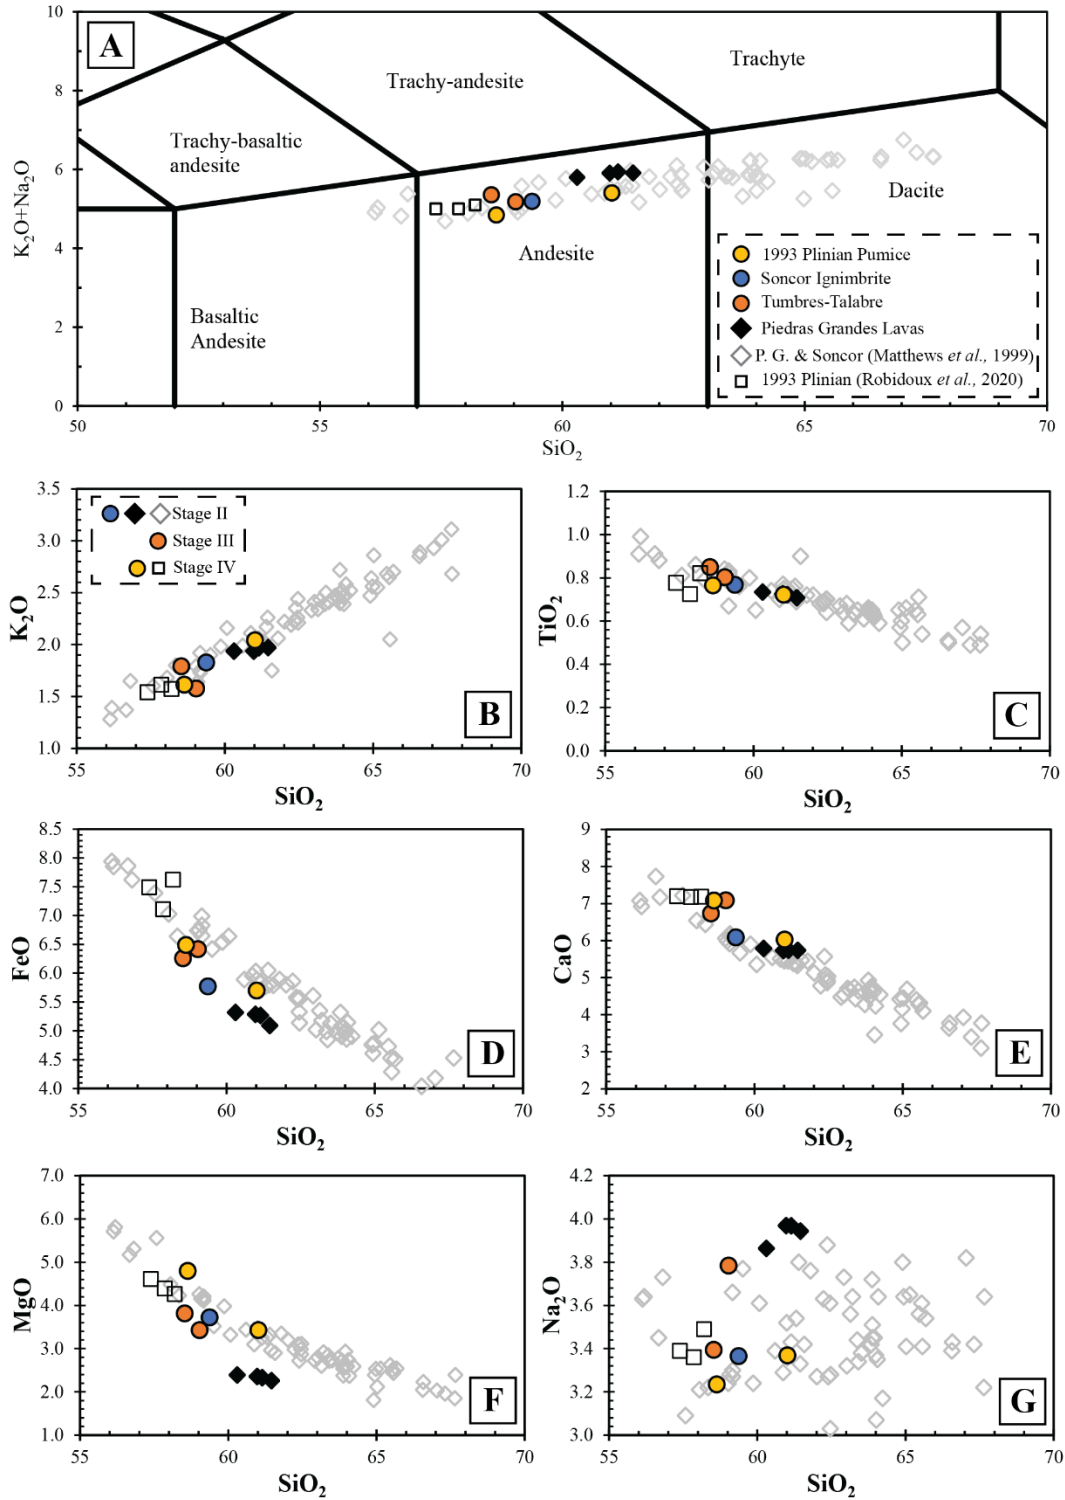 10
8
6
4
2
0
K₂O+Na₂O
A
Trachy-andesite
Trachyte
Trachy-basaltic
andesite
Dacite
Andesite
Basaltic
Andesite
1993 Plinian Pumice
Soncor Ignimbrite
Tumbres-Talabre
Piedras Grandes Lavas
P. G. & Soncor (Matthews et al., 1999)
1993 Plinian (Robidoux et al., 2020)
50 55 60 65 70
SiO₂
3.5
3.0
2.5
2.0
1.5
1.0
K₂O
Stage II
Stage III
Stage IV
B
55 60 65 70
SiO₂
1.2
1.0
0.8
0.6
0.4
0.2
0.0
TiO₂
C
55 60 65 70
SiO₂
8.5
8.0
7.5
7.0
6.5
6.0
5.5
5.0
4.5
4.0
FeO
D
55 60 65 70
SiO₂
9
8
7
6
5
4
3
2
CaO
E
55 60 65 70
SiO₂
7.0
6.0
5.0
4.0
3.0
2.0
1.0
MgO
F
55 60 65 70
SiO₂
4.2
4.0
3.8
3.6
3.4
3.2
3.0
Na₂O
G
55 60 65 70
SiO₂